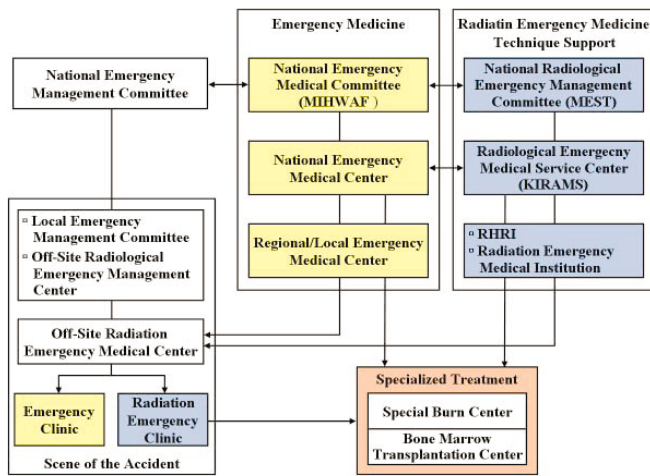 Emergency Medicine
Radiatin Emergency Medicine
Technique Support
National Emergency
Management Committee
National Emergency
Medical Committee
(MIHWAF )
National Radiological
Emergency Management
Committee (MEST)
National Emergency
Medical Center
Radiological Emergecny
Medical Service Center
(KIRAMS)
▫ Local Emergency
Management Committee
▫ Off-Site Radiological
Emergency Management
Center
Regional/Local Emergency
Medical Center
▫ RHRI
▫ Radiation Emergency
Medical Institution
Off-Site Radiation
Emergency Medical Center
Emergency
Clinic
Radiation
Emergency
Clinic
Scene of the Accident
Specialized Treatment
Special Burn Center
Bone Marrow
Transplantation Center